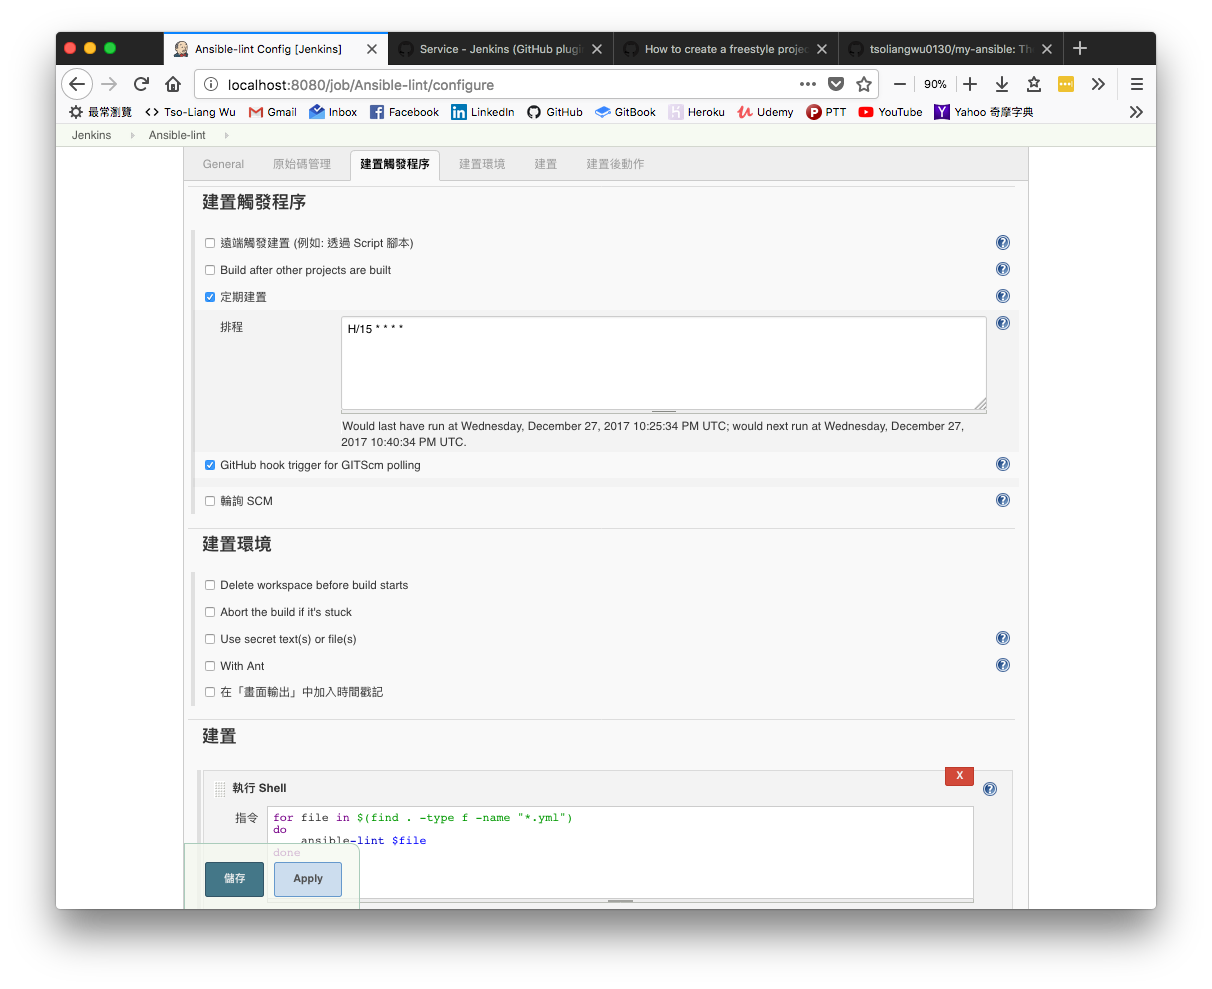 Ansible-lint Config [Jenkins]
Service - Jenkins (GitHub plugin
How to create a freestyle projec
tsoliangwu0130/my-ansible: Th
localhost:8080/job/Ansible-lint/configure
90%
最常瀏覽 Tso-Liang Wu Gmail Inbox Facebook LinkedIn GitHub GitBook Heroku Udemy PTT YouTube Yahoo 奇摩字典
Jenkins Ansible-lint
General 原始碼管理 建置觸發程序 建置環境 建置 建置後動作
建置觸發程序
遠端觸發建置 (例如: 透過 Script 腳本)
Build after other projects are built
定期建置
排程
H/15 * * * *
Would last have run at Wednesday, December 27, 2017 10:25:34 PM UTC; would next run at Wednesday, December 27,
2017 10:40:34 PM UTC.
GitHub hook trigger for GITScm polling
輪詢 SCM
建置環境
Delete workspace before build starts
Abort the build if it's stuck
Use secret text(s) or file(s)
With Ant
在「畫面輸出」中加入時間戳記
建置
X
執行 Shell
指令
for file in $(find . -type f -name "*.yml")
do
ansible-lint $file
done
儲存 Apply